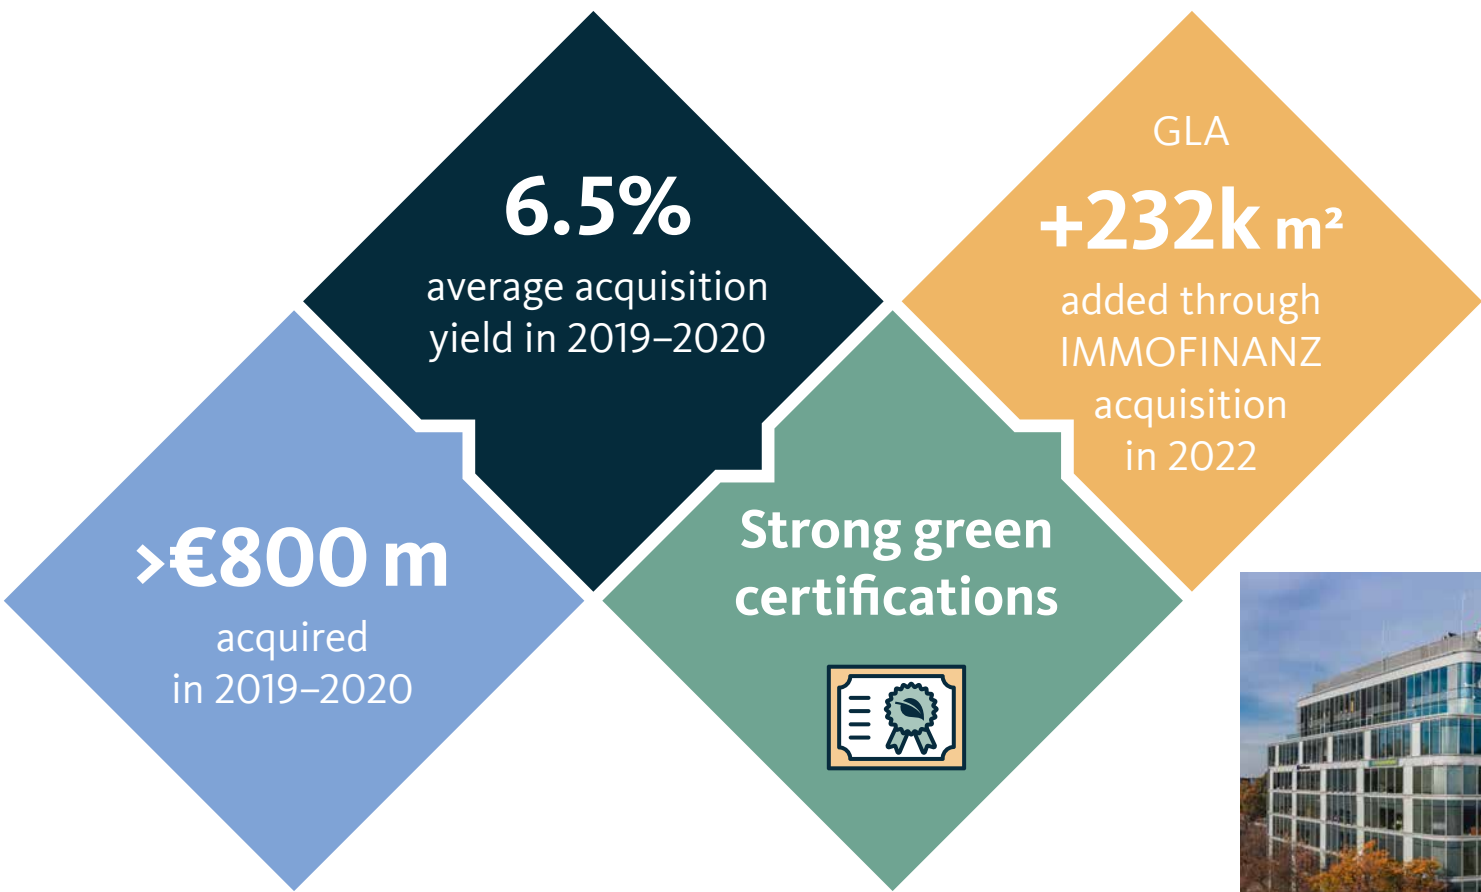 6.5%
average acquisition
yield in 2019–2020
GLA
+232k m²
added through
IMMOFINANZ
acquisition
in 2022
>€800 m
acquired
in 2019–2020
Strong green
certifications